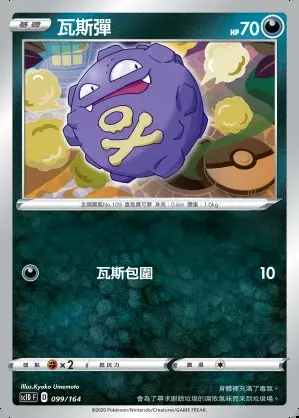 基礎 瓦斯彈 HP70
全國圖鑑No.109 毒氣寶可夢 身高：0.6m 體重：1.0kg
瓦斯包圍 10
弱點 ×2 抵抗力 撤退
Illus.Kyoko Umemoto
sc1D F D 099/164
身體裡充滿了毒氣。
會為了尋求廚餘垃圾的腐敗氣味而來到垃圾場。
©2020 Pokémon/Nintendo/Creatures/GAME FREAK.